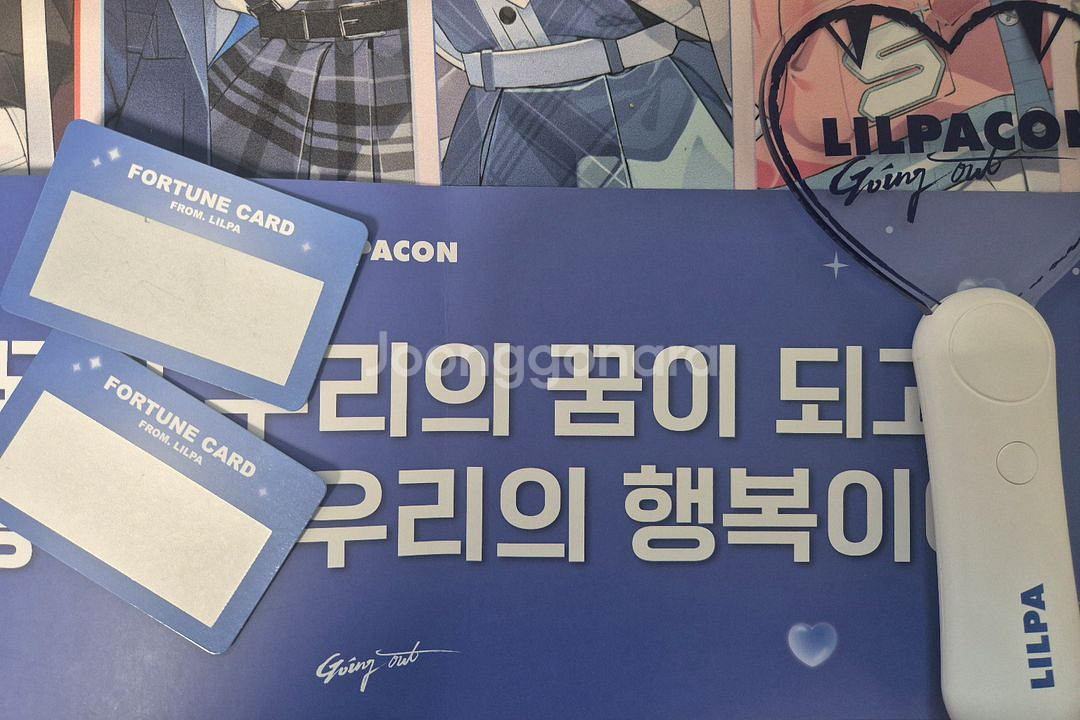 LILPACON
Going out
FORTUNE CARD
FROM. LILPA
PACON
Joonggonara
우리의 꿈이 되고
FORTUNE CARD
FROM. LILPA
우리의 행복이
Going out
LILPA